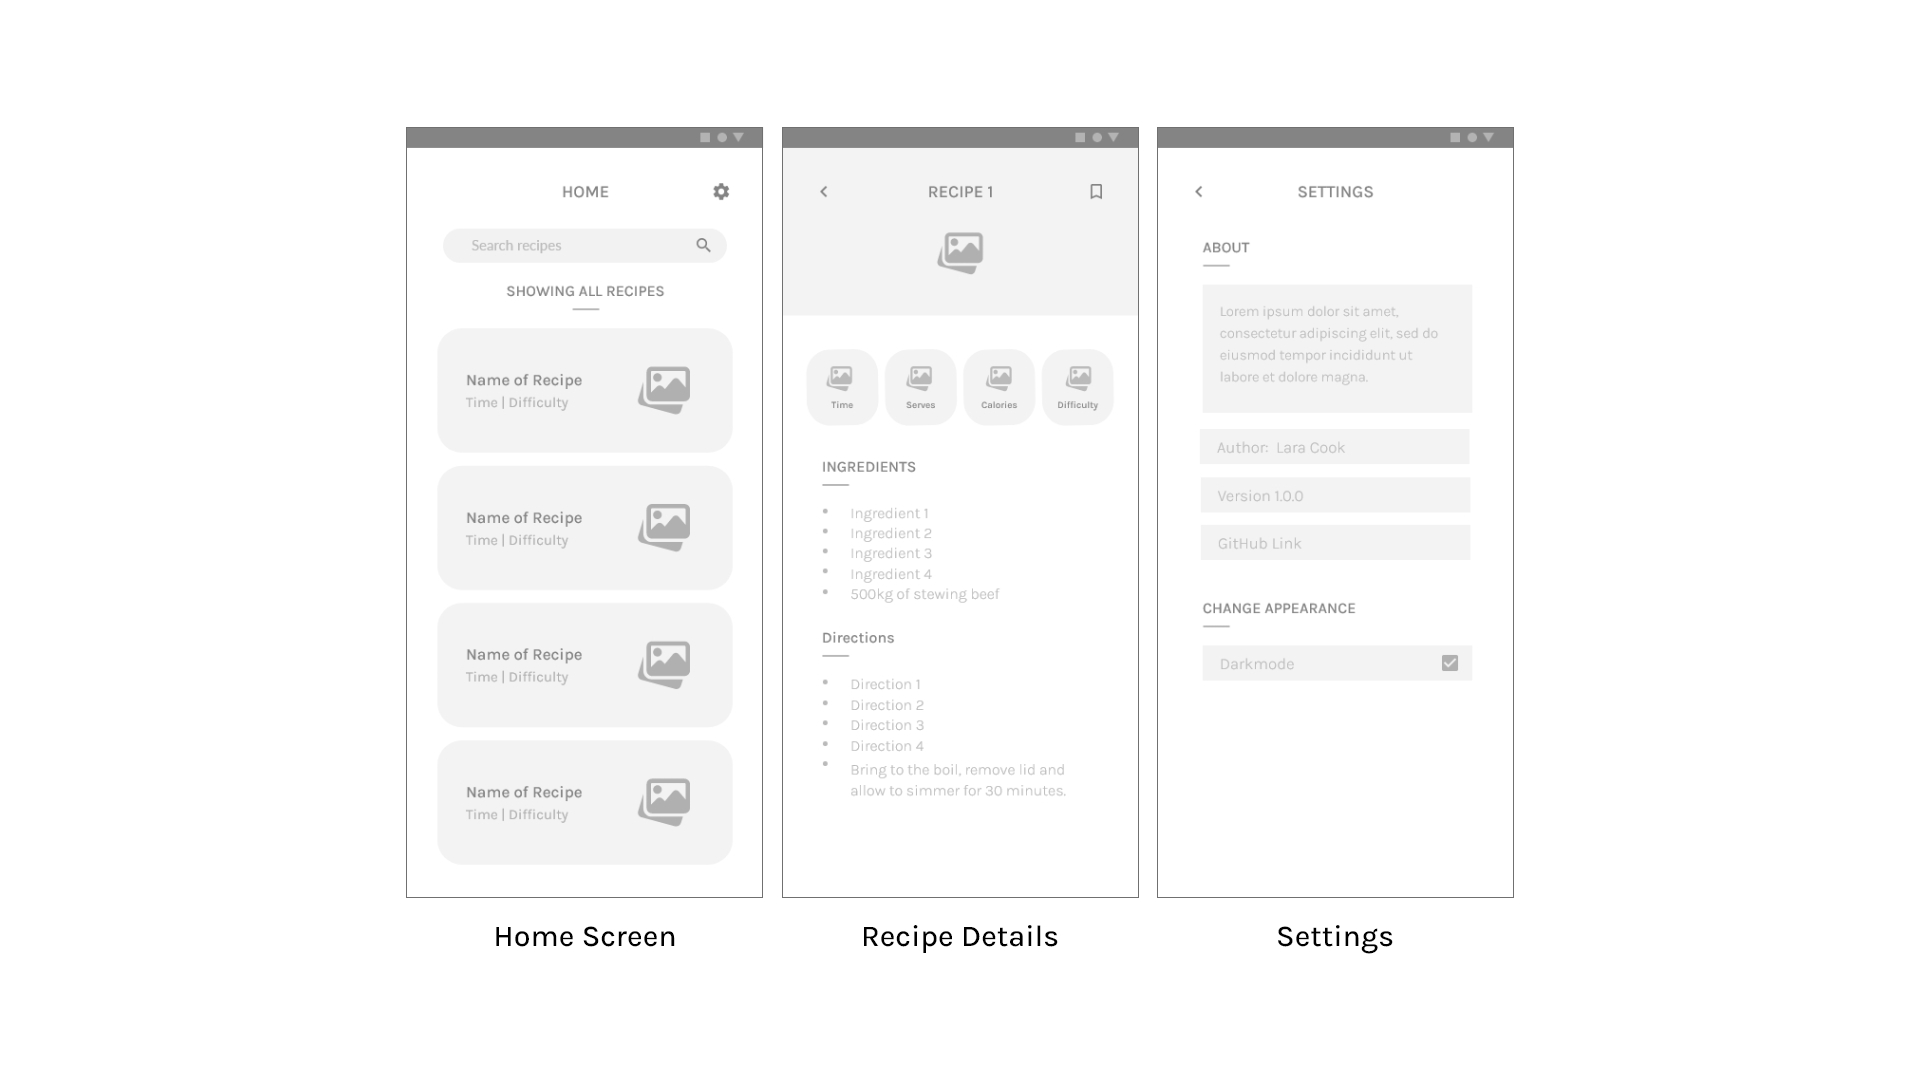 HOME
Search recipes
SHOWING ALL RECIPES
Name of Recipe
Time | Difficulty
Name of Recipe
Time | Difficulty
Name of Recipe
Time | Difficulty
Name of Recipe
Time | Difficulty
Home Screen
RECIPE 1
Time
Serves
Calories
Difficulty
INGREDIENTS
Ingredient 1
Ingredient 2
Ingredient 3
Ingredient 4
500kg of stewing beef
Directions
Direction 1
Direction 2
Direction 3
Direction 4
Bring to the boil, remove lid and
allow to simmer for 30 minutes.
Recipe Details
SETTINGS
ABOUT
Lorem ipsum dolor sit amet,
consectetur adipiscing elit, sed do
eiusmod tempor incididunt ut
labore et dolore magna.
Author: Lara Cook
Version 1.0.0
GitHub Link
CHANGE APPEARANCE
Darkmode
Settings